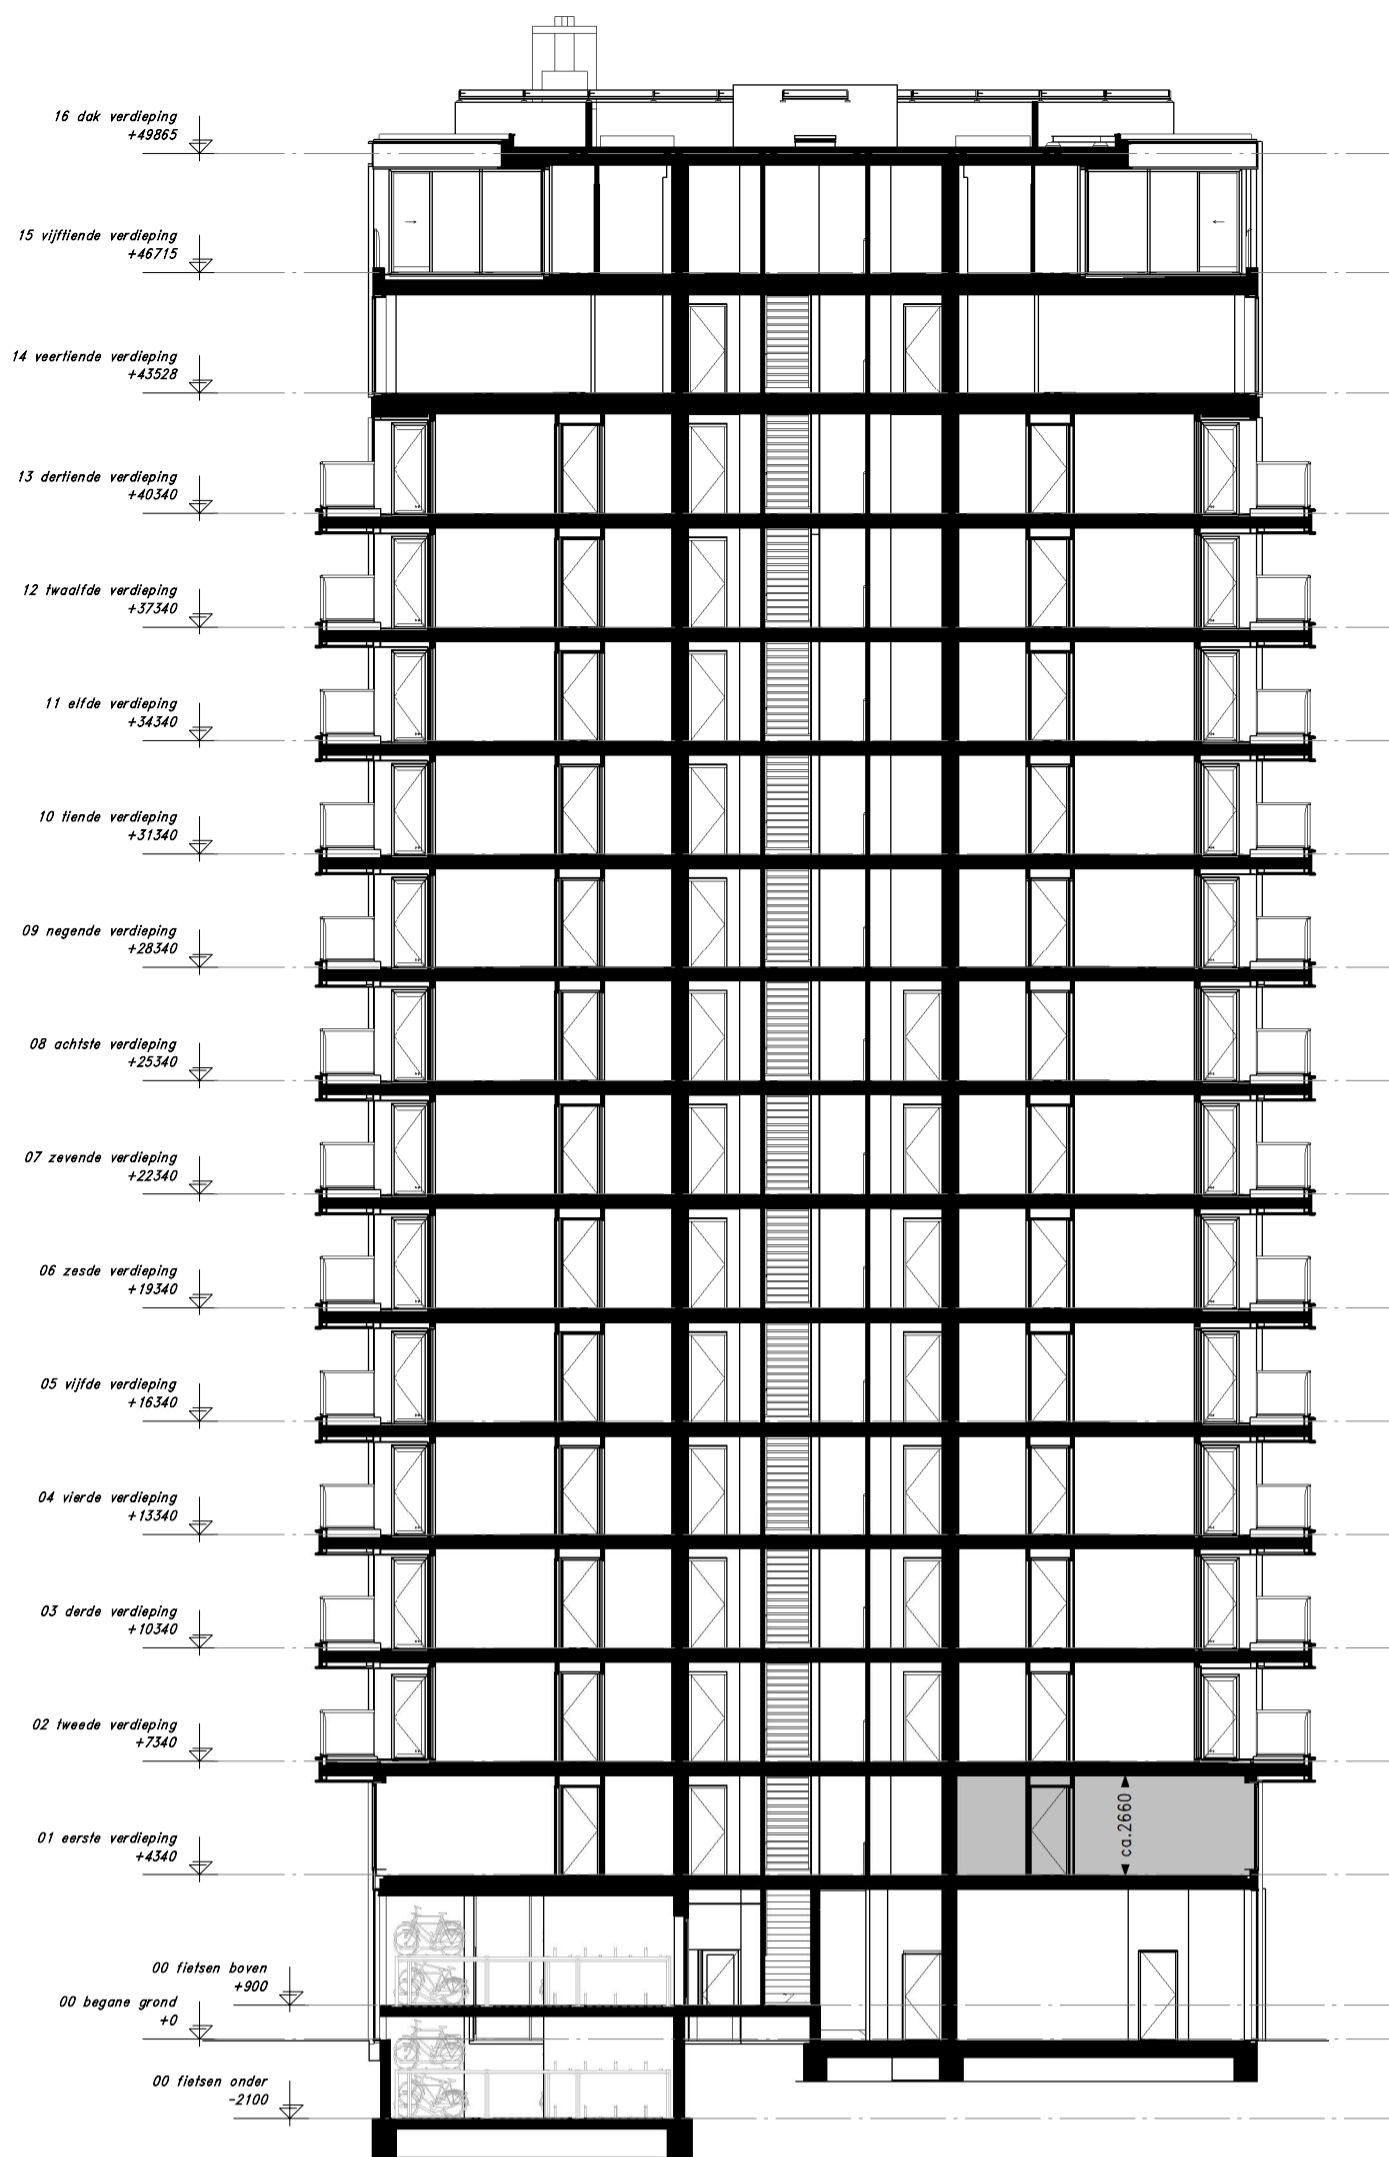 16 dak verdieping
+49865
15 vijftiende verdieping
+46715
14 veertiende verdieping
+43528
13 dertiende verdieping
+40340
12 twaalfde verdieping
+37340
11 elfde verdieping
+34340
10 tiende verdieping
+31340
09 negende verdieping
+28340
08 achtste verdieping
+25340
07 zevende verdieping
+22340
06 zesde verdieping
+19340
05 vijfde verdieping
+16340
04 vierde verdieping
+13340
03 derde verdieping
+10340
02 tweede verdieping
+7340
01 eerste verdieping
+4340
ca.2660
00 fietsen boven
+900
00 begane grond
+0
00 fietsen onder
-2100